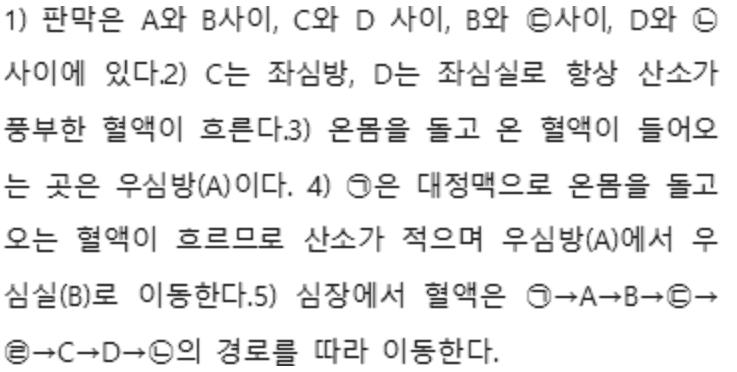 1) 판막은 A와 B사이, C와 D 사이, B와 ㉢사이, D와 ㉡
사이에 있다.2) C는 좌심방, D는 좌심실로 항상 산소가
풍부한 혈액이 흐른다.3) 온몸을 돌고 온 혈액이 들어오
는 곳은 우심방(A)이다. 4) ㉠은 대정맥으로 온몸을 돌고
오는 혈액이 흐르므로 산소가 적으며 우심방(A)에서 우
심실(B)로 이동한다.5) 심장에서 혈액은 ㉠→A→B→㉢→
㉣→C→D→㉡의 경로를 따라 이동한다.